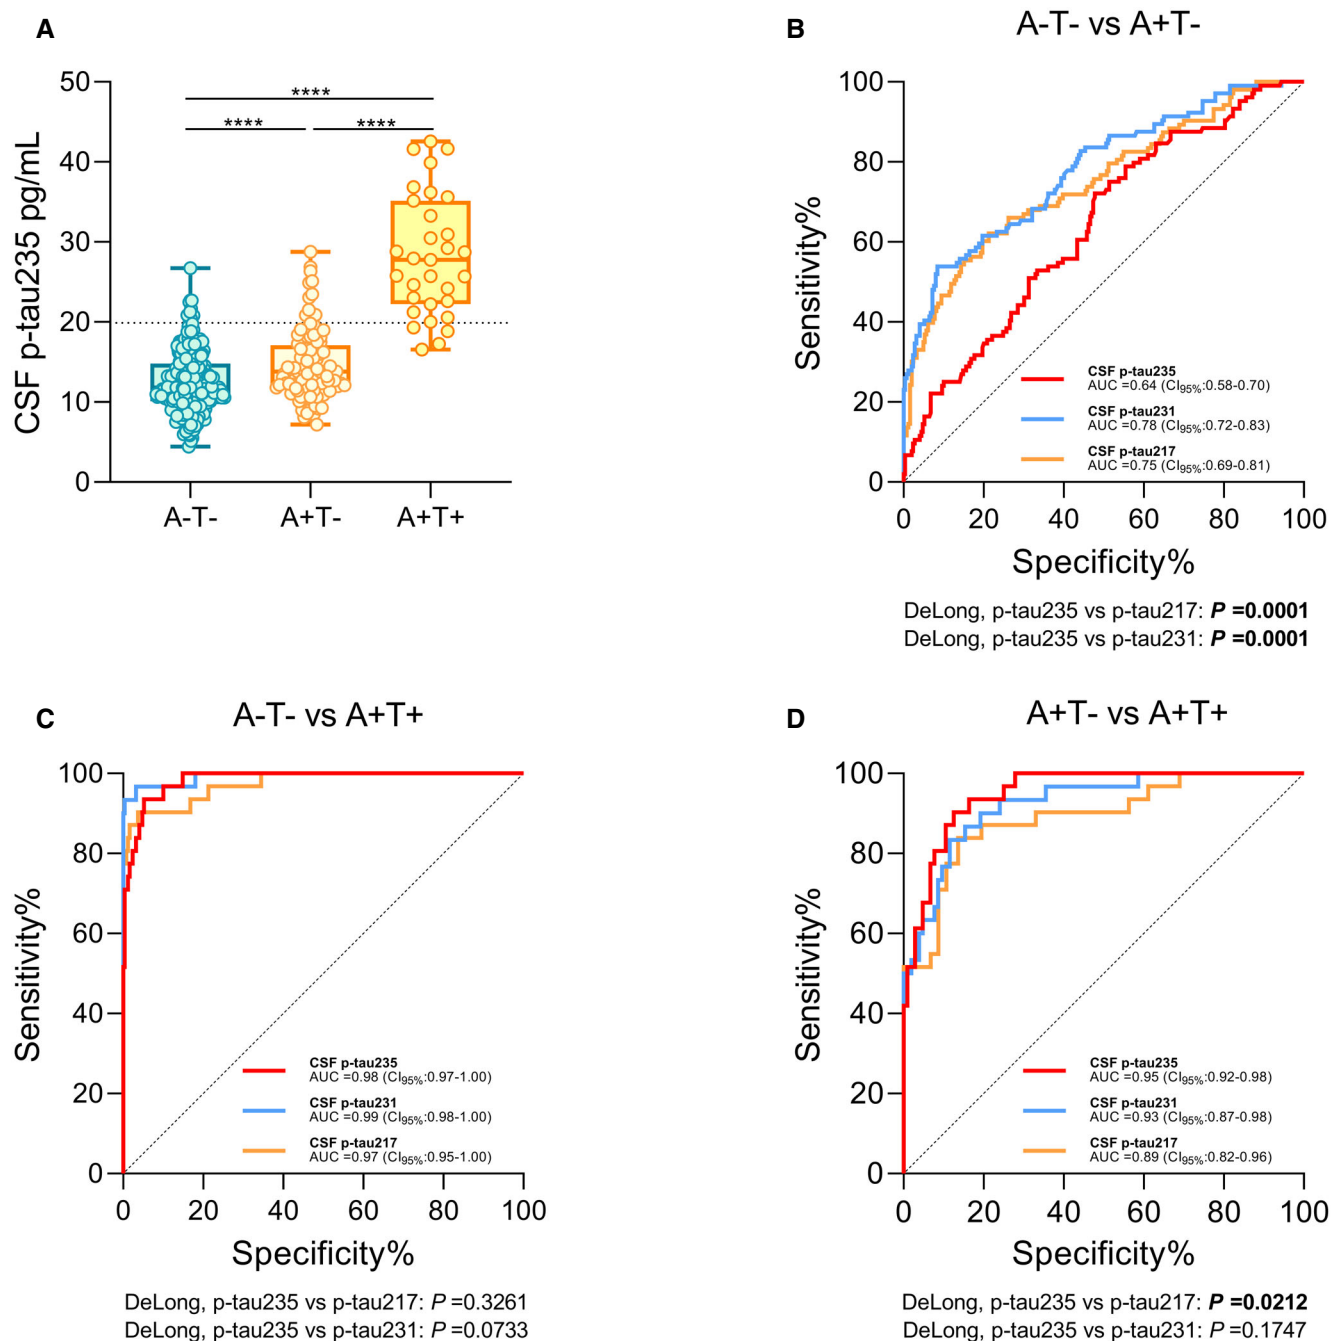 A
CSF p-tau235 pg/mL
50
40
30
20
10
0
****
****
****
A-T-
A+T-
A+T+
B
A-T- vs A+T-
Sensitivity%
100
80
60
40
20
0
CSF p-tau235
AUC =0.64 (CI95%:0.58-0.70)
CSF p-tau231
AUC =0.78 (CI95%:0.72-0.83)
CSF p-tau217
AUC =0.75 (CI95%:0.69-0.81)
0 20 40 60 80 100
Specificity%
DeLong, p-tau235 vs p-tau217: P =0.0001
DeLong, p-tau235 vs p-tau231: P =0.0001
C
A-T- vs A+T+
Sensitivity%
100
80
60
40
20
0
CSF p-tau235
AUC =0.98 (CI95%:0.97-1.00)
CSF p-tau231
AUC =0.99 (CI95%:0.98-1.00)
CSF p-tau217
AUC =0.97 (CI95%:0.95-1.00)
0 20 40 60 80 100
Specificity%
DeLong, p-tau235 vs p-tau217: P =0.3261
DeLong, p-tau235 vs p-tau231: P =0.0733
D
A+T- vs A+T+
Sensitivity%
100
80
60
40
20
0
CSF p-tau235
AUC =0.95 (CI95%:0.92-0.98)
CSF p-tau231
AUC =0.93 (CI95%:0.87-0.98)
CSF p-tau217
AUC =0.89 (CI95%:0.82-0.96)
0 20 40 60 80 100
Specificity%
DeLong, p-tau235 vs p-tau217: P =0.0212
DeLong, p-tau235 vs p-tau231: P =0.1747